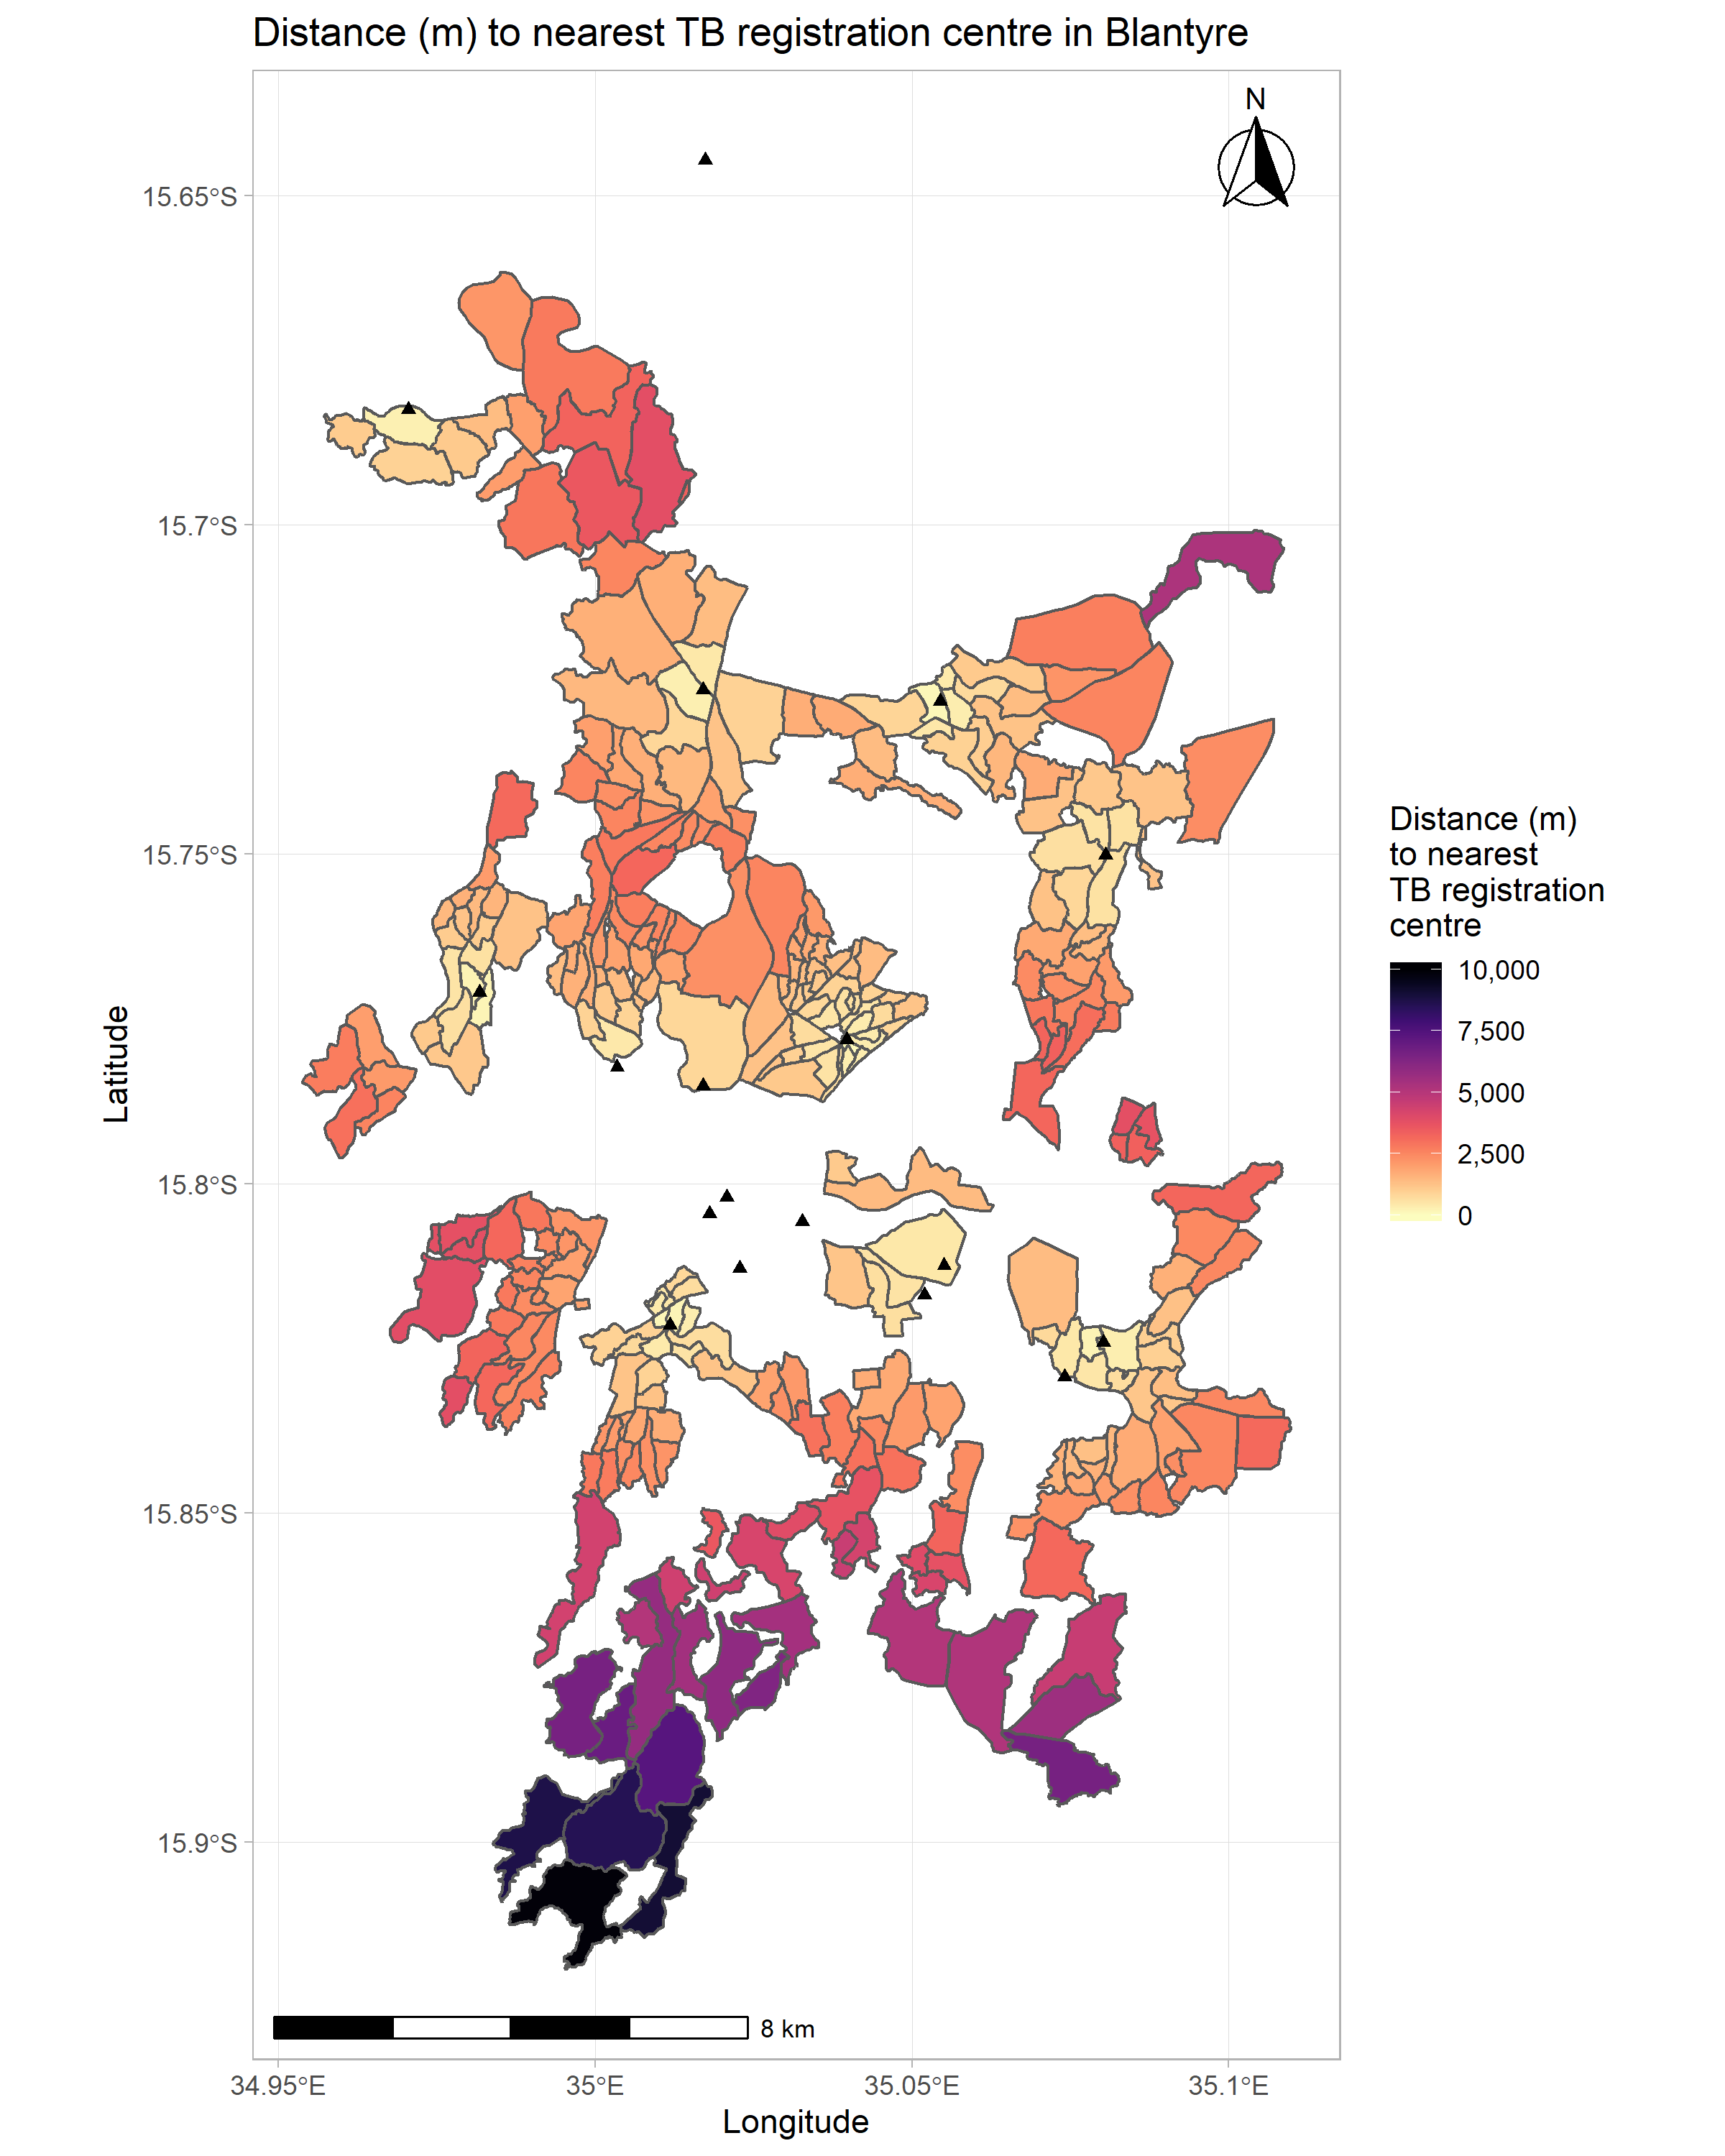 Distance (m) to nearest TB registration centre in Blantyre
N
15.65°S
15.7°S
15.75°S
15.8°S
15.85°S
15.9°S
Latitude
8 km
34.95°E
35°E
35.05°E
35.1°E
Longitude
Distance (m)
to nearest
TB registration
centre
10,000
7,500
5,000
2,500
0